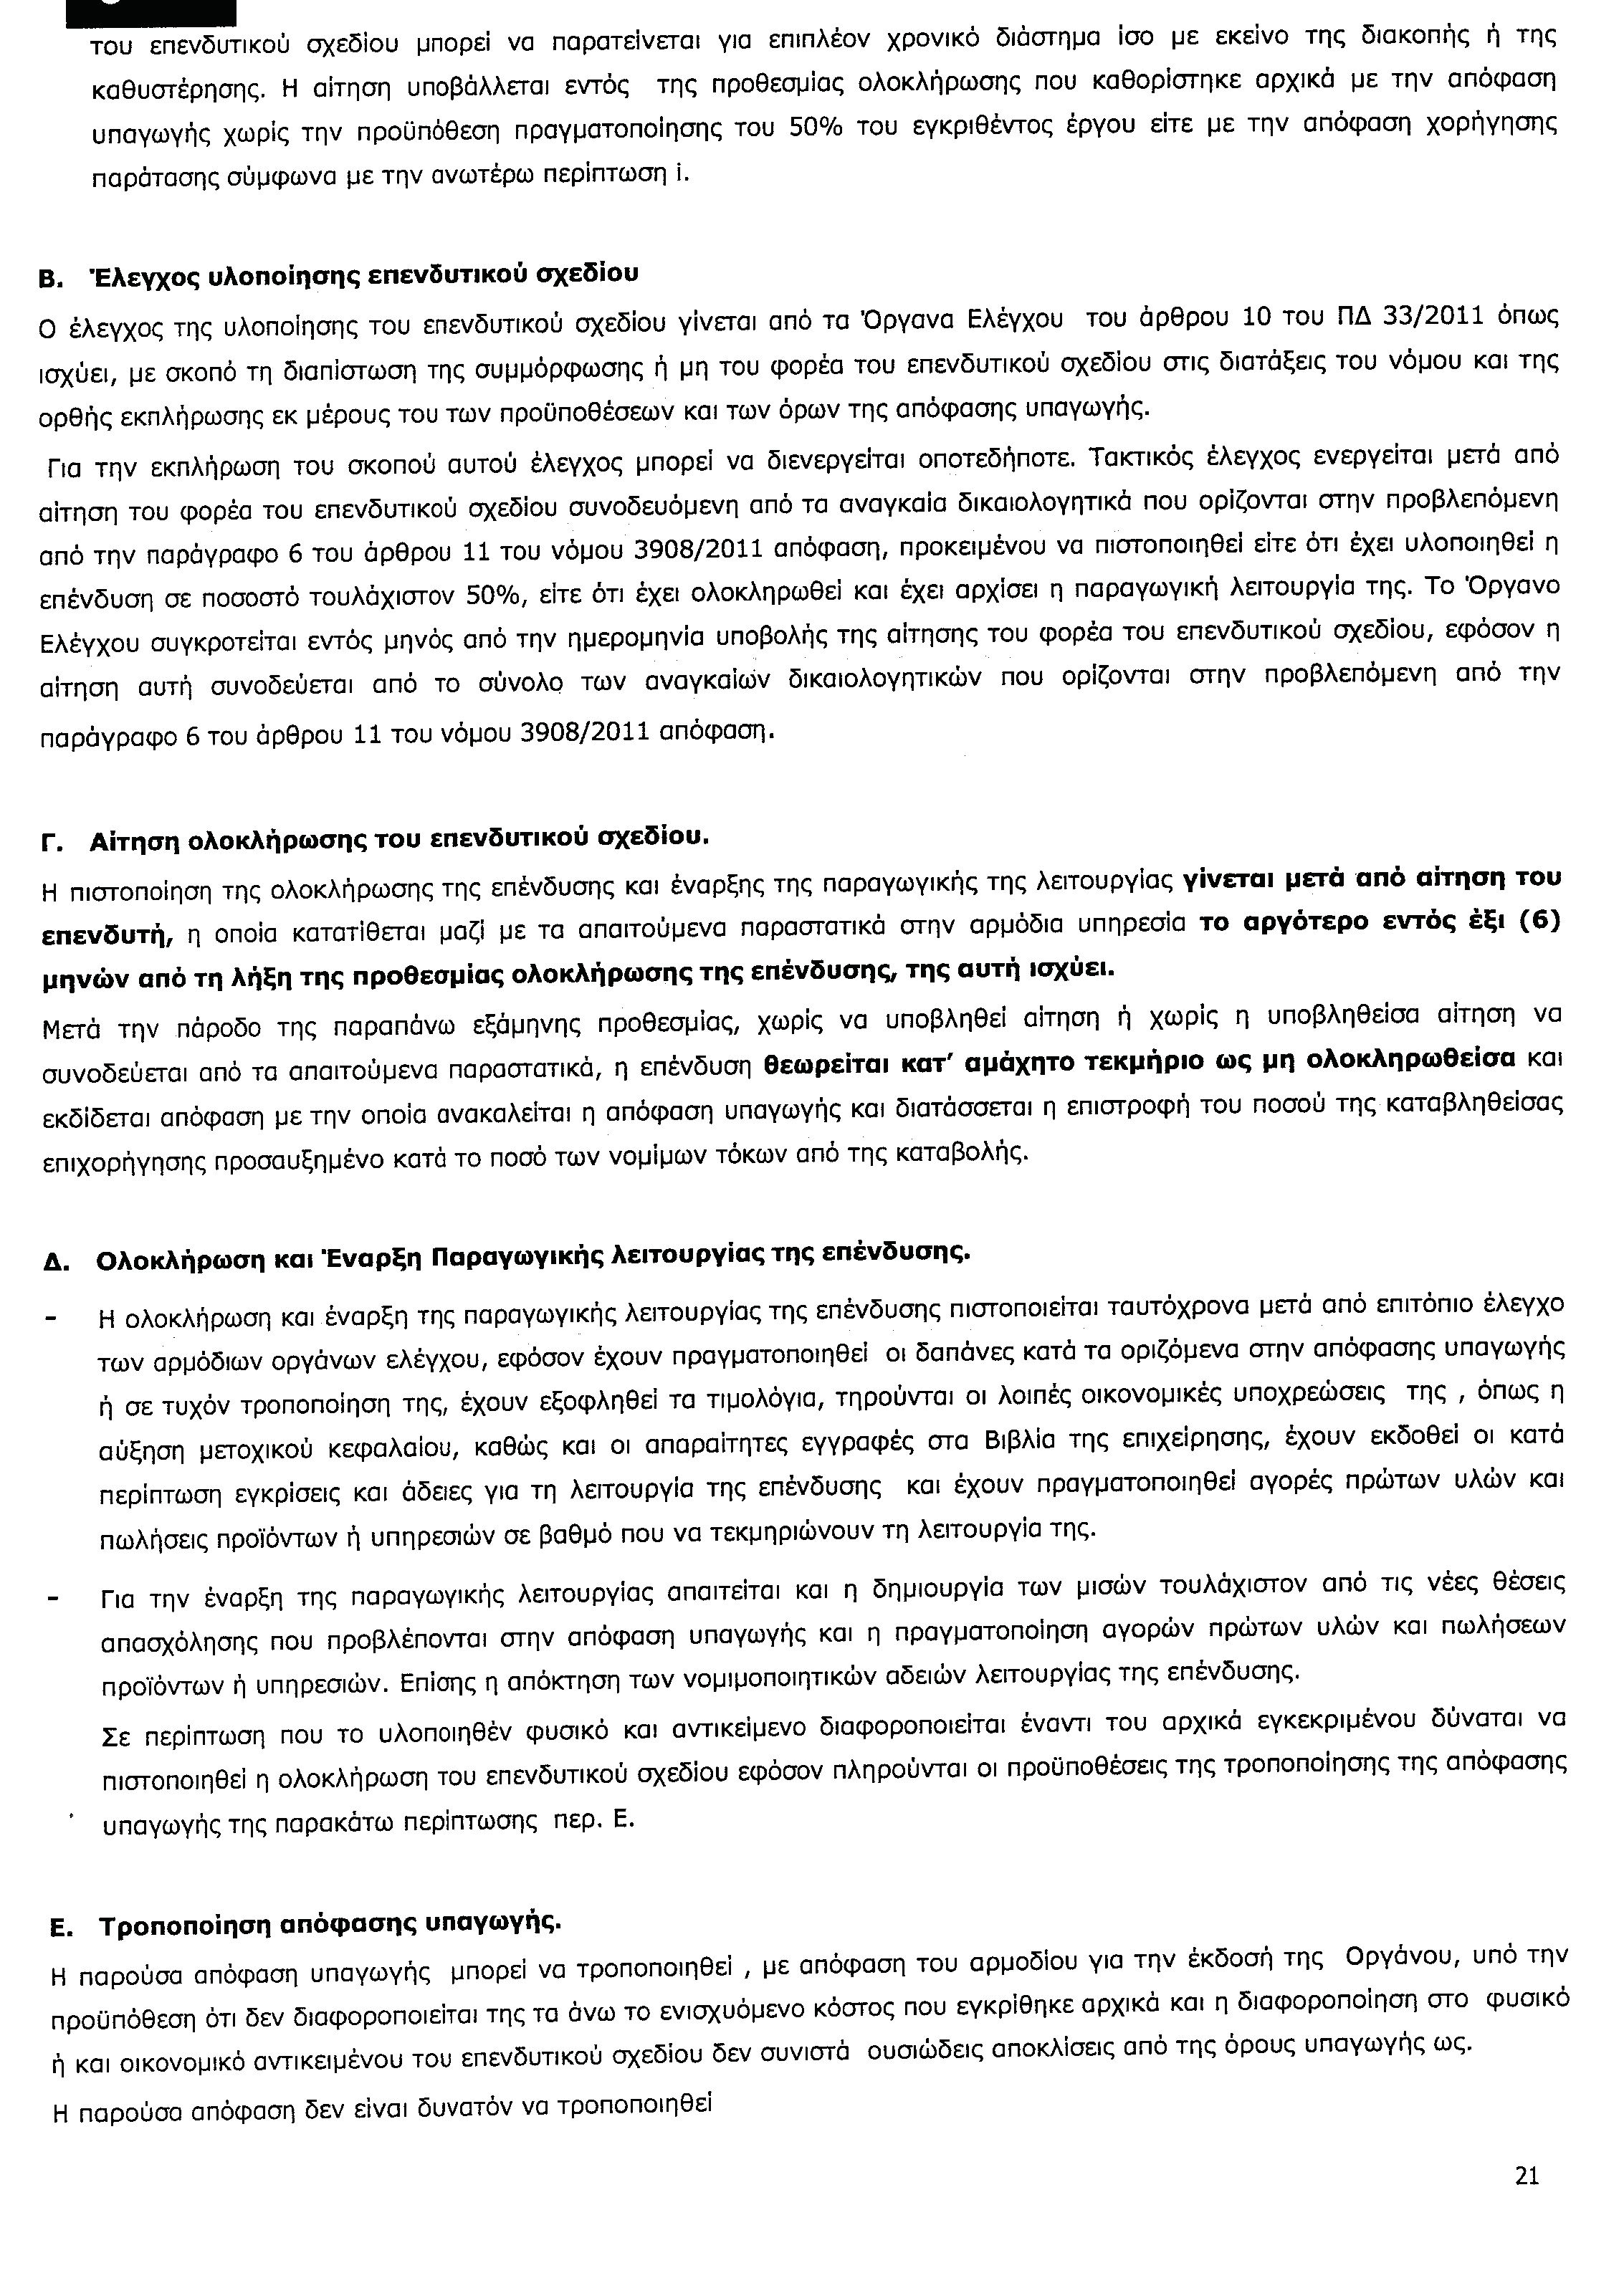 του επενδυτικού σχεδίου μπορεί να παρατείνεται για επιπλέον χρονικό διάστημα ίσο με εκείνο της διακοπής ή της
καθυστέρησης. Η αίτηση υποβάλλεται εντός της προθεσμίας ολοκλήρωσης που καθορίστηκε αρχικά με την απόφαση
υπαγωγής χωρίς την προϋπόθεση πραγματοποίησης του 50% του εγκριθέντος έργου είτε με την απόφαση χορήγησης
παράτασης σύμφωνα με την ανωτέρω περίπτωση i.
Β. Έλεγχος υλοποίησης επενδυτικού σχεδίου
Ο έλεγχος της υλοποίησης του επενδυτικού σχεδίου γίνεται από τα Όργανα Ελέγχου του άρθρου 10 του ΠΔ 33/2011 όπως
ισχύει, με σκοπό τη διαπίστωση της συμμόρφωσης ή μη του φορέα του επενδυτικού σχεδίου στις διατάξεις του νόμου και της
ορθής εκπλήρωσης εκ μέρους του των προϋποθέσεων και των όρων της απόφασης υπαγωγής.
Για την εκπλήρωση του σκοπού αυτού έλεγχος μπορεί να διενεργείται οποτεδήποτε. Τακτικός έλεγχος ενεργείται μετά από
αίτηση του φορέα του επενδυτικού σχεδίου συνοδευόμενη από τα αναγκαία δικαιολογητικά που ορίζονται στην προβλεπόμενη
από την παράγραφο 6 του άρθρου 11 του νόμου 3908/2011 απόφαση, προκειμένου να πιστοποιηθεί είτε ότι έχει υλοποιηθεί η
επένδυση σε ποσοστό τουλάχιστον 50%, είτε ότι έχει ολοκληρωθεί και έχει αρχίσει η παραγωγική λειτουργία της. Το Όργανο
Ελέγχου συγκροτείται εντός μηνός από την ημερομηνία υποβολής της αίτησης του φορέα του επενδυτικού σχεδίου, εφόσον η
αίτηση αυτή συνοδεύεται από το σύνολο των αναγκαίων δικαιολογητικών που ορίζονται στην προβλεπόμενη από την
παράγραφο 6 του άρθρου 11 του νόμου 3908/2011 απόφαση.
Γ. Αίτηση ολοκλήρωσης του επενδυτικού σχεδίου.
Η πιστοποίηση της ολοκλήρωσης της επένδυσης και έναρξης της παραγωγικής της λειτουργίας γίνεται μετά από αίτηση του
επενδυτή, η οποία κατατίθεται μαζί με τα απαιτούμενα παραστατικά στην αρμόδια υπηρεσία το αργότερο εντός έξι (6)
μηνών από τη λήξη της προθεσμίας ολοκλήρωσης της επένδυσης, της αυτή ισχύει.
Μετά την πάροδο της παραπάνω εξάμηνης προθεσμίας, χωρίς να υποβληθεί αίτηση ή χωρίς η υποβληθείσα αίτηση να
συνοδεύεται από τα απαιτούμενα παραστατικά, η επένδυση θεωρείται κατ' αμάχητο τεκμήριο ως μη ολοκληρωθείσα και
εκδίδεται απόφαση με την οποία ανακαλείται η απόφαση υπαγωγής και διατάσσεται η επιστροφή του ποσού της καταβληθείσας
επιχορήγησης προσαυξημένο κατά το ποσό των νομίμων τόκων από της καταβολής.
Δ. Ολοκλήρωση και Έναρξη Παραγωγικής λειτουργίας της επένδυσης.
- Η ολοκλήρωση και έναρξη της παραγωγικής λειτουργίας της επένδυσης πιστοποιείται ταυτόχρονα μετά από επιτόπιο έλεγχο
των αρμόδιων οργάνων ελέγχου, εφόσον έχουν πραγματοποιηθεί οι δαπάνες κατά τα οριζόμενα στην απόφασης υπαγωγής
ή σε τυχόν τροποποίηση της, έχουν εξοφληθεί τα τιμολόγια, τηρούνται οι λοιπές οικονομικές υποχρεώσεις της , όπως η
αύξηση μετοχικού κεφαλαίου, καθώς και οι απαραίτητες εγγραφές στα Βιβλία της επιχείρησης, έχουν εκδοθεί οι κατά
περίπτωση εγκρίσεις και άδειες για τη λειτουργία της επένδυσης και έχουν πραγματοποιηθεί αγορές πρώτων υλών και
πωλήσεις προϊόντων ή υπηρεσιών σε βαθμό που να τεκμηριώνουν τη λειτουργία της.
- Για την έναρξη της παραγωγικής λειτουργίας απαιτείται και η δημιουργία των μισών τουλάχιστον από τις νέες θέσεις
απασχόλησης που προβλέπονται στην απόφαση υπαγωγής και η πραγματοποίηση αγορών πρώτων υλών και πωλήσεων
προϊόντων ή υπηρεσιών. Επίσης η απόκτηση των νομιμοποιητικών αδειών λειτουργίας της επένδυσης.
Σε περίπτωση που το υλοποιηθέν φυσικό και αντικείμενο διαφοροποιείται έναντι του αρχικά εγκεκριμένου δύναται να
πιστοποιηθεί η ολοκλήρωση του επενδυτικού σχεδίου εφόσον πληρούνται οι προϋποθέσεις της τροποποίησης της απόφασης
υπαγωγής της παρακάτω περίπτωσης περ. Ε.
Ε. Τροποποίηση απόφασης υπαγωγής.
Η παρούσα απόφαση υπαγωγής μπορεί να τροποποιηθεί , με απόφαση του αρμοδίου για την έκδοσή της Οργάνου, υπό την
προϋπόθεση ότι δεν διαφοροποιείται της τα άνω το ενισχυόμενο κόστος που εγκρίθηκε αρχικά και η διαφοροποίηση στο φυσικό
ή και οικονομικό αντικειμένου του επενδυτικού σχεδίου δεν συνιστά ουσιώδεις αποκλίσεις από της όρους υπαγωγής ως.
Η παρούσα απόφαση δεν είναι δυνατόν να τροποποιηθεί
21